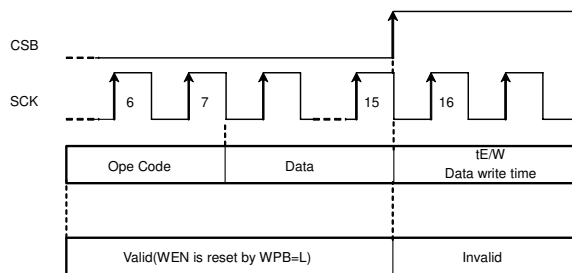 CSB
SCK
6 7 15 16
Ope Code Data tE/W
Data write time
Valid(WEN is reset by WPB=L) Invalid